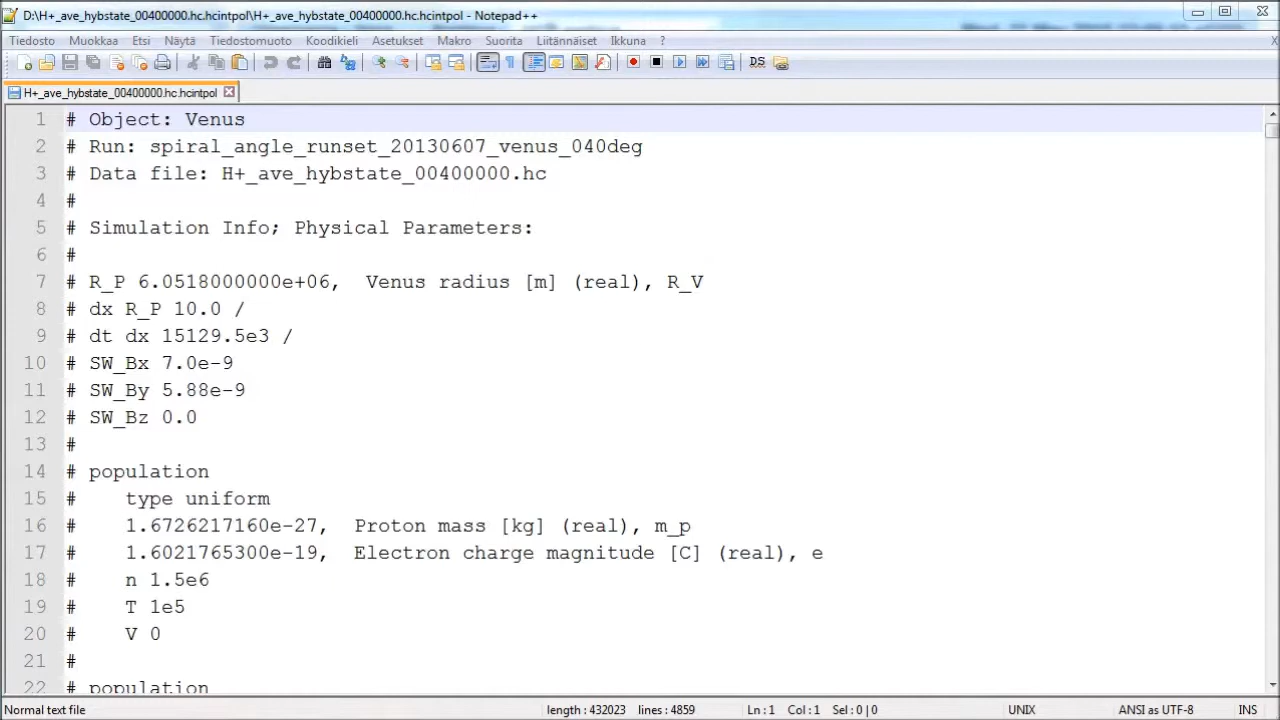 D:\H+_ave_hybstate_00400000.hc.hcintpol\H+_ave_hybstate_00400000.hc.hcintpol - Notepad++
Tiedosto Muokkaa Etsi Näytä Tiedostomuoto Koodikieli Asetukset Makro Suorita Liitännäiset Ikkuna ? X
DS
H+_ave_hybstate_00400000.hc.hcintpol
1 # Object: Venus
2 # Run: spiral_angle_runset_20130607_venus_040deg
3 # Data file: H+_ave_hybstate_00400000.hc
4 #
5 # Simulation Info; Physical Parameters:
6 #
7 # R_P 6.0518000000e+06, Venus radius [m] (real), R_V
8 # dx R_P 10.0 /
9 # dt dx 15129.5e3 /
10 # SW_Bx 7.0e-9
11 # SW_By 5.88e-9
12 # SW_Bz 0.0
13 #
14 # population
15 # type uniform
16 # 1.6726217160e-27, Proton mass [kg] (real), m_p
17 # 1.6021765300e-19, Electron charge magnitude [C] (real), e
18 # n 1.5e6
19 # T 1e5
20 # V 0
21 #
22 # population
Normal text file length : 432023 lines : 4859 Ln : 1 Col : 1 Sel : 0 | 0 UNIX ANSI as UTF-8 INS